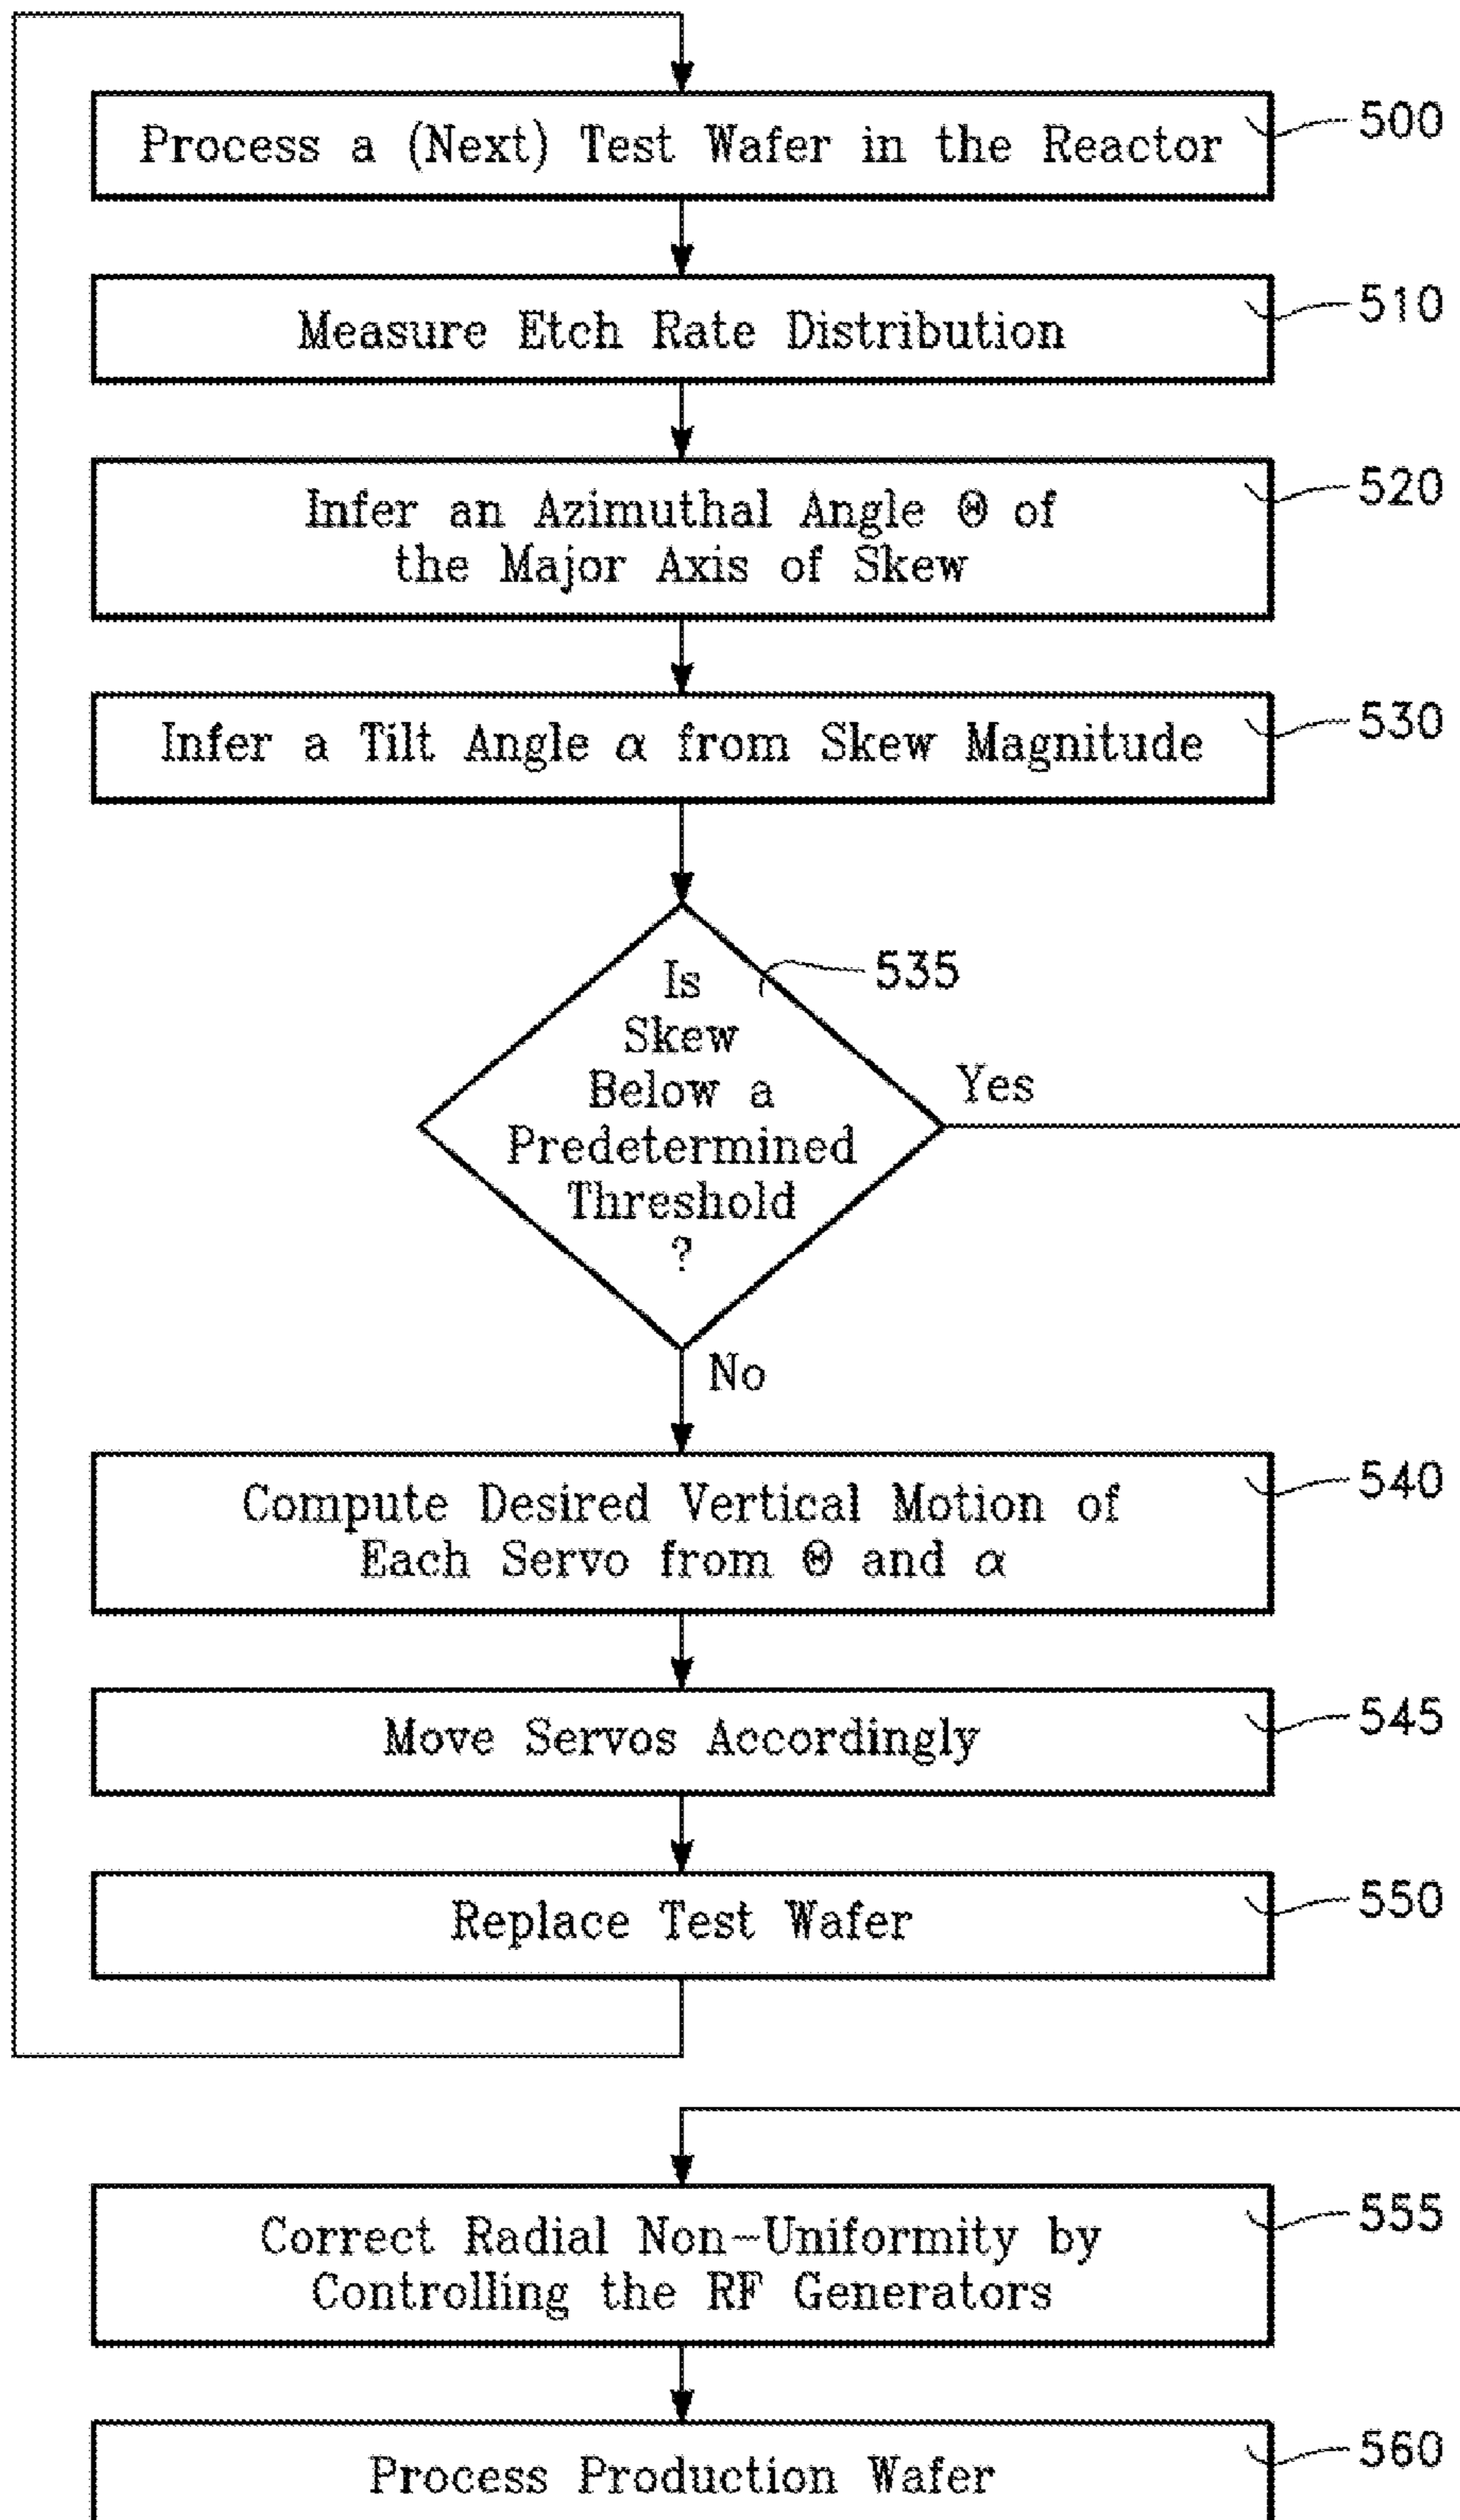 Process a (Next) Test Wafer in the Reactor
500
Measure Etch Rate Distribution
510
Infer an Azimuthal Angle Θ of
the Major Axis of Skew
520
Infer a Tilt Angle α from Skew Magnitude
530
Is
Skew
Below a
Predetermined
Threshold
?
535
Yes
No
Compute Desired Vertical Motion of
Each Servo from Θ and α
540
Move Servos Accordingly
545
Replace Test Wafer
550
Correct Radial Non-Uniformity by
Controlling the RF Generators
555
Process Production Wafer
560